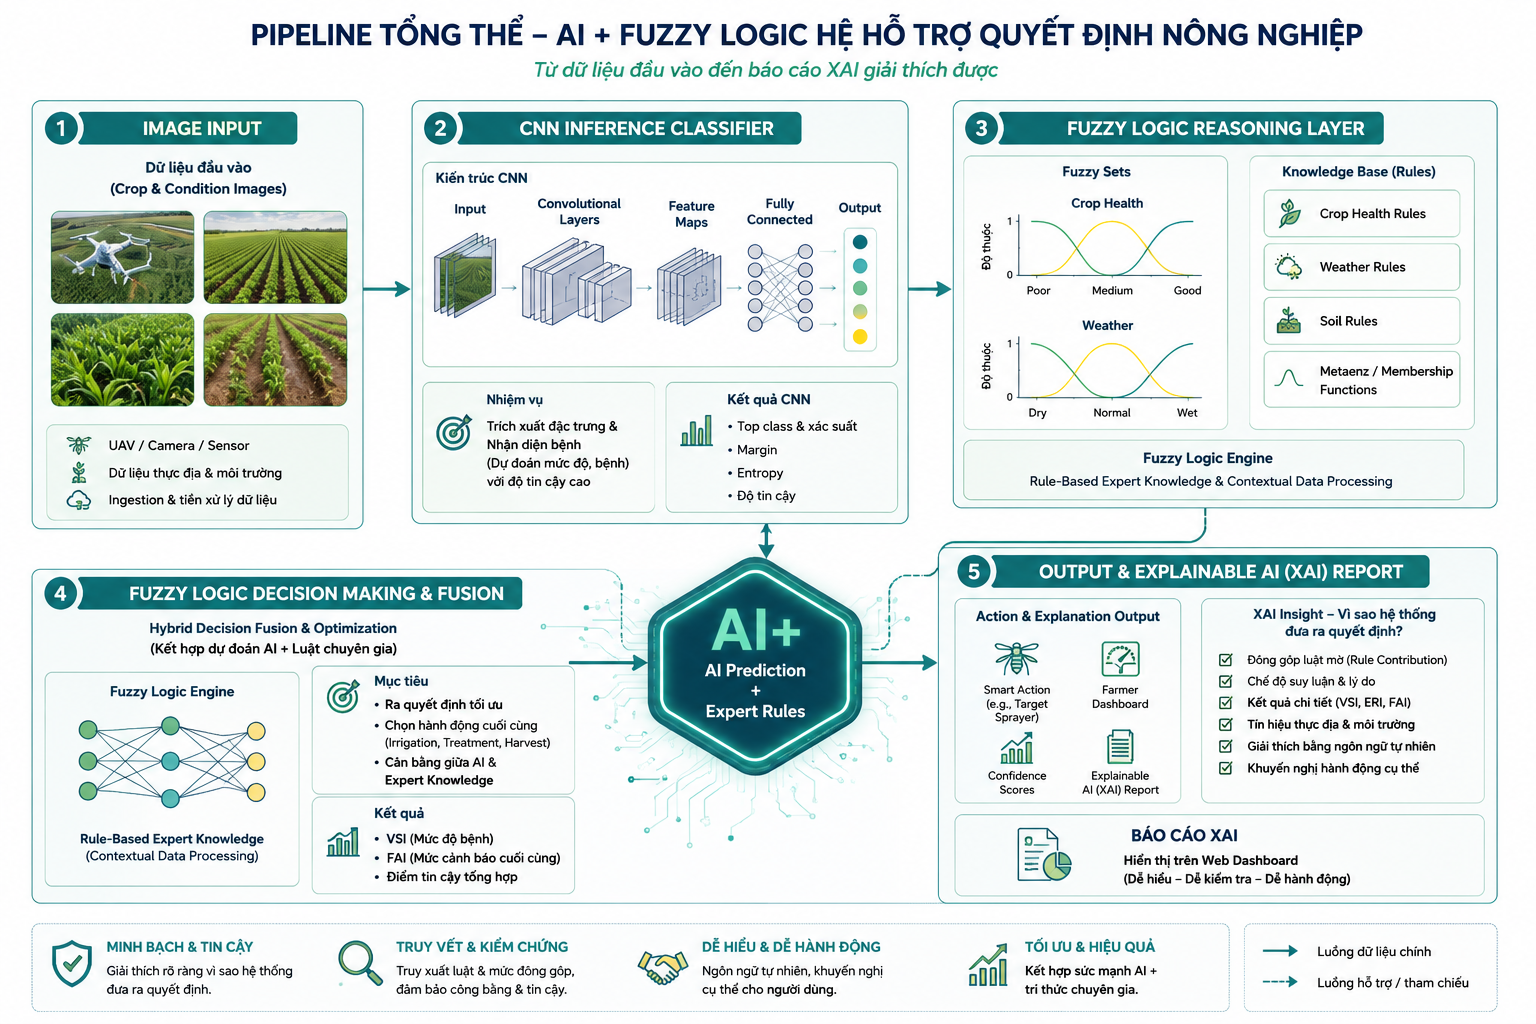 PIPELINE TỔNG THỂ – AI + FUZZY LOGIC HỆ HỖ TRỢ QUYẾT ĐỊNH NÔNG NGHIỆP
Từ dữ liệu đầu vào đến báo cáo XAI giải thích được
1 IMAGE INPUT
Dữ liệu đầu vào
(Crop & Condition Images)
UAV / Camera / Sensor
Dữ liệu thực địa & môi trường
Ingestion & tiền xử lý dữ liệu
2 CNN INFERENCE CLASSIFIER
Kiến trúc CNN
Input
Convolutional
Layers
Feature
Maps
Fully
Connected
Output
Nhiệm vụ
Trích xuất đặc trưng &
Nhận diện bệnh
(Dự đoán mức độ, bệnh)
với độ tin cậy cao
Kết quả CNN
• Top class & xác suất
• Margin
• Entropy
• Độ tin cậy
3 FUZZY LOGIC REASONING LAYER
Fuzzy Sets
Crop Health
Độ thuộc
1
0
Poor Medium Good
Weather
Độ thuộc
1
0
Dry Normal Wet
Knowledge Base (Rules)
Crop Health Rules
Weather Rules
Soil Rules
Metaenz / Membership
Functions
Fuzzy Logic Engine
Rule-Based Expert Knowledge & Contextual Data Processing
4 FUZZY LOGIC DECISION MAKING & FUSION
Hybrid Decision Fusion & Optimization
(Kết hợp dự đoán AI + Luật chuyên gia)
Fuzzy Logic Engine
Rule-Based Expert Knowledge
(Contextual Data Processing)
Mục tiêu
• Ra quyết định tối ưu
• Chọn hành động cuối cùng
(Irrigation, Treatment, Harvest)
• Cân bằng giữa AI &
Expert Knowledge
Kết quả
• VSI (Mức độ bệnh)
• FAI (Mức cảnh báo cuối cùng)
• Điểm tin cậy tổng hợp
AI+
AI Prediction
+
Expert Rules
5 OUTPUT & EXPLAINABLE AI (XAI) REPORT
Action & Explanation Output
Smart Action
(e.g., Target
Sprayer)
Farmer
Dashboard
Confidence
Scores
Explainable
AI (XAI) Report
XAI Insight – Vì sao hệ thống
đưa ra quyết định?
Đóng góp luật mờ (Rule Contribution)
Chế độ suy luận & lý do
Kết quả chi tiết (VSI, ERI, FAI)
Tín hiệu thực địa & môi trường
Giải thích bằng ngôn ngữ tự nhiên
Khuyến nghị hành động cụ thể
BÁO CÁO XAI
Hiển thị trên Web Dashboard
(Dễ hiểu – Dễ kiểm tra – Dễ hành động)
MINH BẠCH & TIN CẬY
Giải thích rõ ràng vì sao hệ thống
đưa ra quyết định.
TRUY VẾT & KIỂM CHỨNG
Truy xuất luật & mức đóng góp,
đảm bảo công bằng & tin cậy.
DỄ HIỂU & DỄ HÀNH ĐỘNG
Ngôn ngữ tự nhiên, khuyến nghị
cụ thể cho người dùng.
TỐI ƯU & HIỆU QUẢ
Kết hợp sức mạnh AI +
tri thức chuyên gia.
Luồng dữ liệu chính
Luồng hỗ trợ / tham chiếu